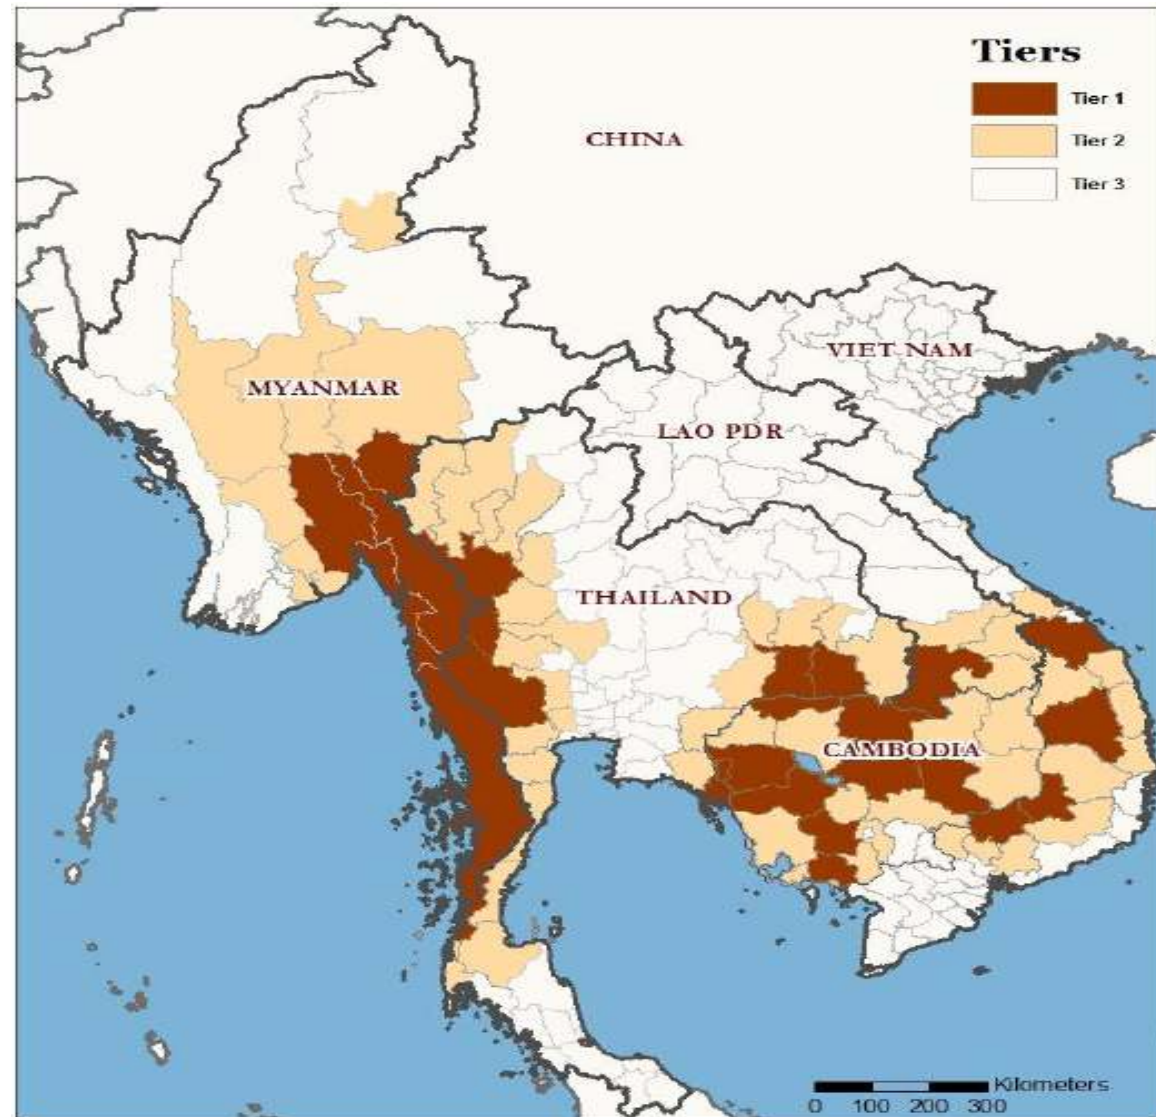 Tiers
Tier 1
Tier 2
Tier 3
CHINA
VIET NAM
MYANMAR
LAO PDR
THAILAND
CAMBODIA
Kilometers
0 100 200 300